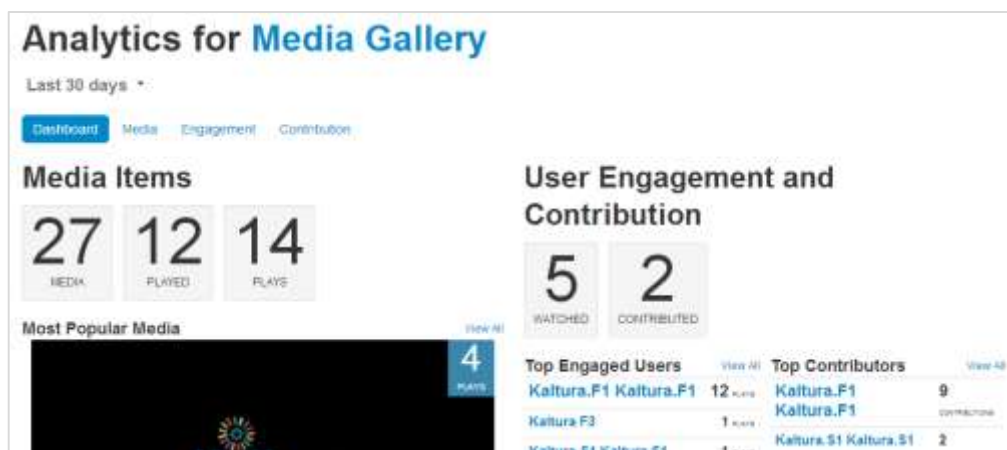 Analytics for Media Gallery
Last 30 days
Dashboard Media Engagement Contribution
Media Items
27
MEDIA
12
PLAYED
14
PLAYS
Most Popular Media View All
4
PLAYS
User Engagement and
Contribution
5
WATCHED
2
CONTRIBUTED
Top Engaged Users View All
Kaltura.F1 Kaltura.F1 12 PLAYS
Kaltura F3 1 PLAYS
Top Contributors View All
Kaltura.F1
Kaltura.F1
9
CONTRIBUTIONS
Kaltura.S1 Kaltura.S1 2